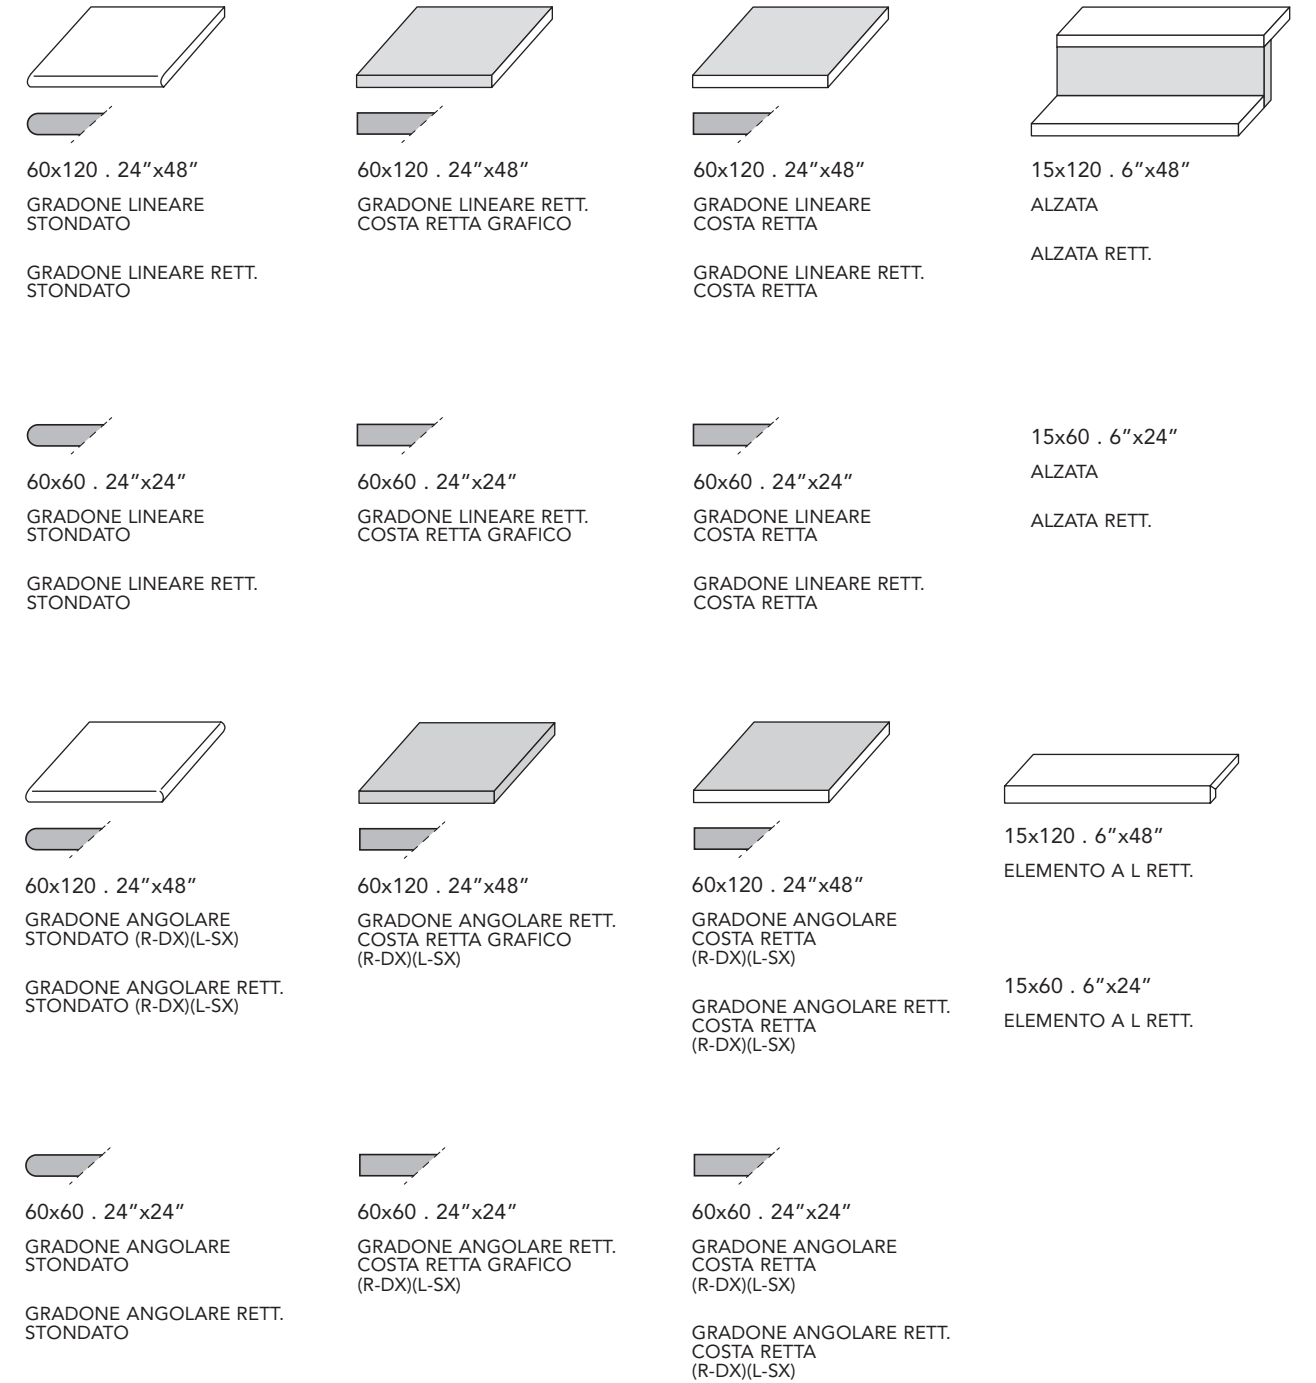 60x120 . 24”x48”
GRADONE LINEARE
STONDATO
GRADONE LINEARE RETT.
STONDATO
60x120 . 24”x48”
GRADONE LINEARE RETT.
COSTA RETTA GRAFICO
60x120 . 24”x48”
GRADONE LINEARE
COSTA RETTA
GRADONE LINEARE RETT.
COSTA RETTA
15x120 . 6”x48”
ALZATA
ALZATA RETT.
60x60 . 24”x24”
GRADONE LINEARE
STONDATO
GRADONE LINEARE RETT.
STONDATO
60x60 . 24”x24”
GRADONE LINEARE RETT.
COSTA RETTA GRAFICO
60x60 . 24”x24”
GRADONE LINEARE
COSTA RETTA
GRADONE LINEARE RETT.
COSTA RETTA
15x60 . 6”x24”
ALZATA
ALZATA RETT.
60x120 . 24”x48”
GRADONE ANGOLARE
STONDATO (R-DX)(L-SX)
GRADONE ANGOLARE RETT.
STONDATO (R-DX)(L-SX)
60x120 . 24”x48”
GRADONE ANGOLARE RETT.
COSTA RETTA GRAFICO
(R-DX)(L-SX)
60x120 . 24”x48”
GRADONE ANGOLARE
COSTA RETTA
(R-DX)(L-SX)
GRADONE ANGOLARE RETT.
COSTA RETTA
(R-DX)(L-SX)
15x120 . 6”x48”
ELEMENTO A L RETT.
15x60 . 6”x24”
ELEMENTO A L RETT.
60x60 . 24”x24”
GRADONE ANGOLARE
STONDATO
GRADONE ANGOLARE RETT.
STONDATO
60x60 . 24”x24”
GRADONE ANGOLARE RETT.
COSTA RETTA GRAFICO
(R-DX)(L-SX)
60x60 . 24”x24”
GRADONE ANGOLARE
COSTA RETTA
(R-DX)(L-SX)
GRADONE ANGOLARE RETT.
COSTA RETTA
(R-DX)(L-SX)